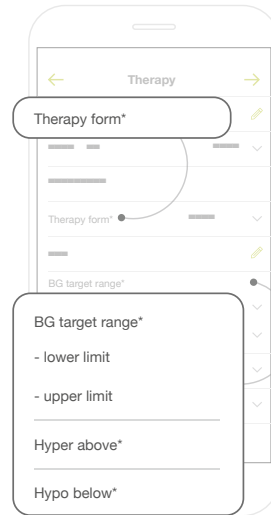 Therapy
Therapy form*
Therapy form*
BG target range*
BG target range*
- lower limit
- upper limit
Hyper above*
Hypo below*